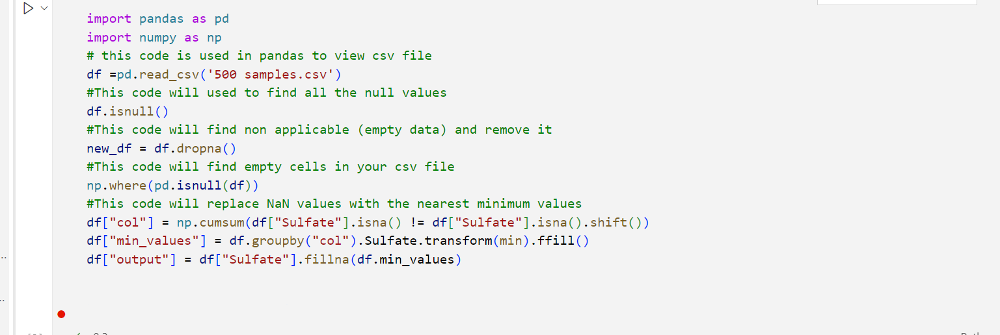 import pandas as pd
import numpy as np
# this code is used in pandas to view csv file
df =pd.read_csv('500 samples.csv')
#This code will used to find all the null values
df.isnull()
#This code will find non applicable (empty data) and remove it
new_df = df.dropna()
#This code will find empty cells in your csv file
np.where(pd.isnull(df))
#This code will replace NaN values with the nearest minimum values
df["col"] = np.cumsum(df["Sulfate"].isna() != df["Sulfate"].isna().shift())
df["min_values"] = df.groupby("col").Sulfate.transform(min).ffill()
df["output"] = df["Sulfate"].fillna(df.min_values)